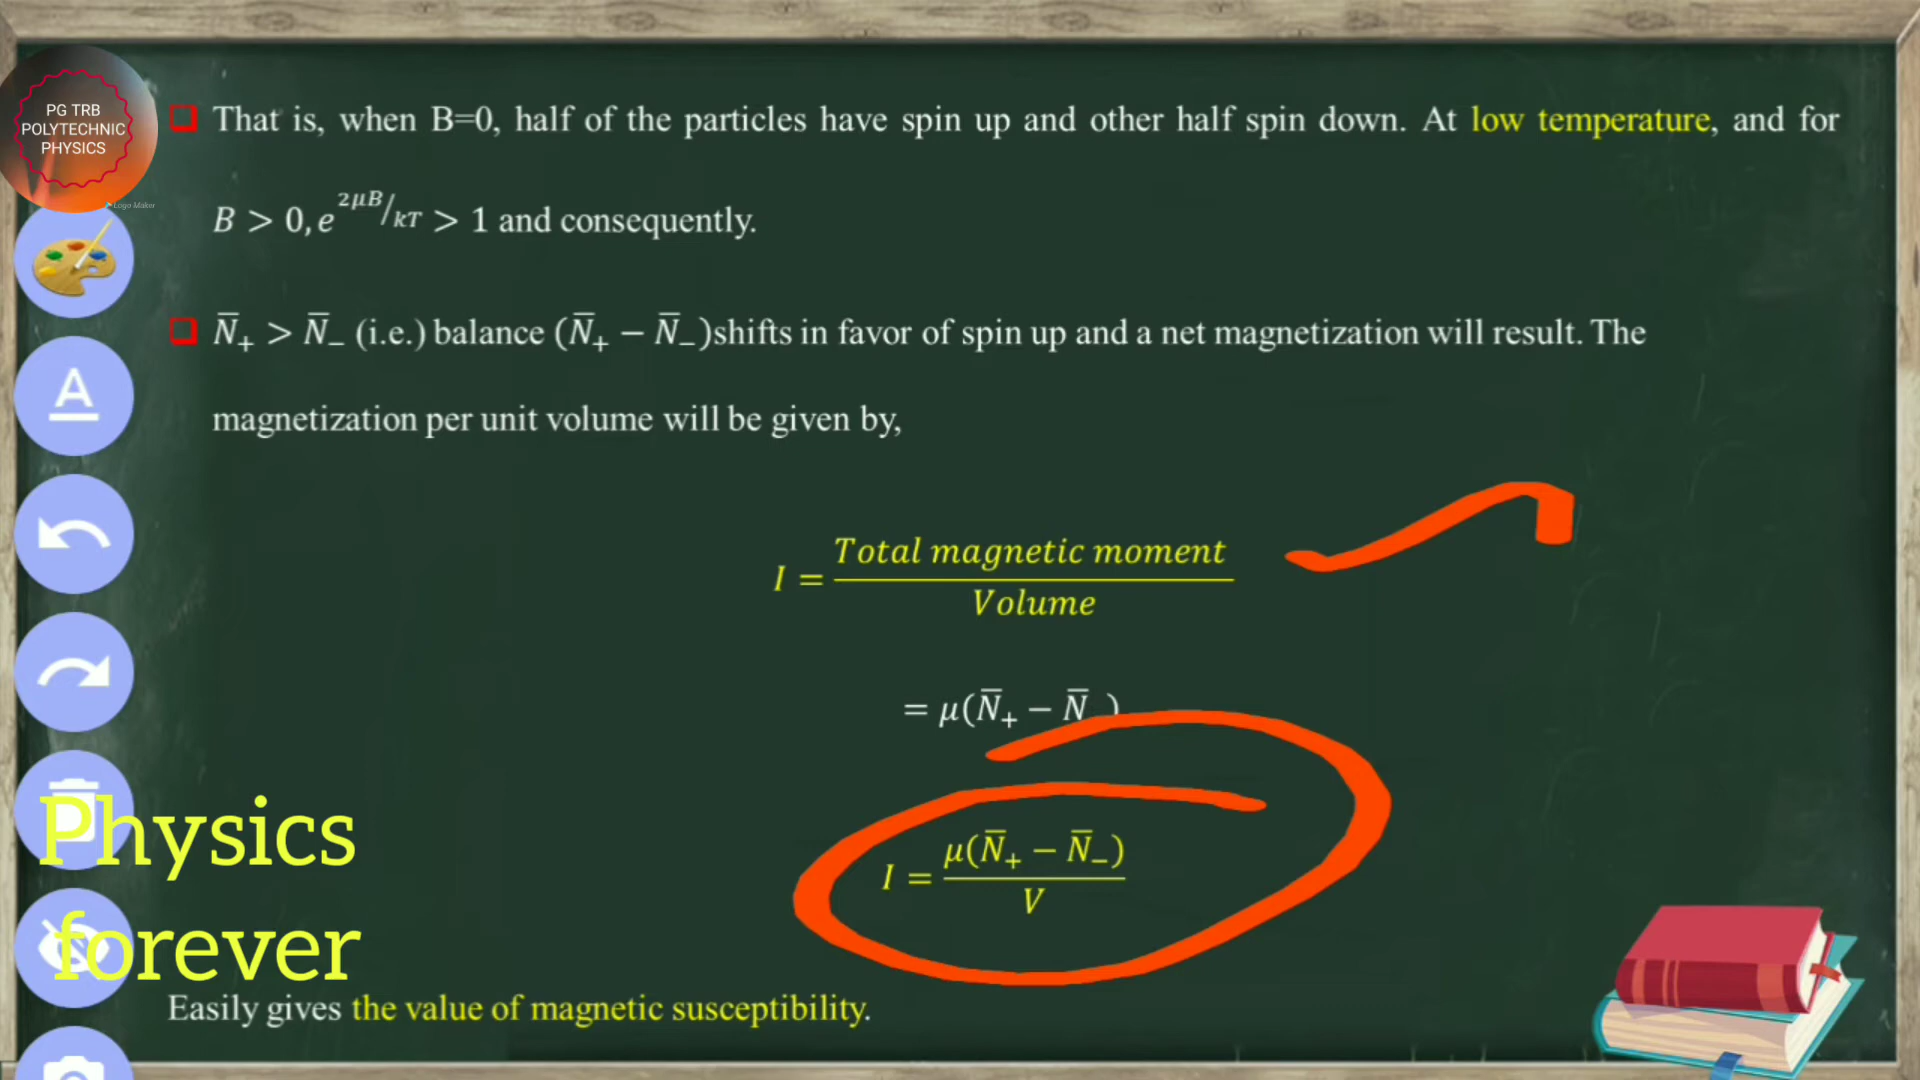 PG TRB
POLYTECHNIC
PHYSICS
Logo Maker
That is, when B=0, half of the particles have spin up and other half spin down. At low temperature, and for
B > 0, e^{2μB/kT} > 1 and consequently.
N̅₊ > N̅₋ (i.e.) balance (N̅₊ − N̅₋)shifts in favor of spin up and a net magnetization will result. The
magnetization per unit volume will be given by,
I = Total magnetic moment / Volume
= μ(N̅₊ − N̅ )
I = μ(N̅₊ − N̅₋) / V
A
Physics
forever
Easily gives the value of magnetic susceptibility.